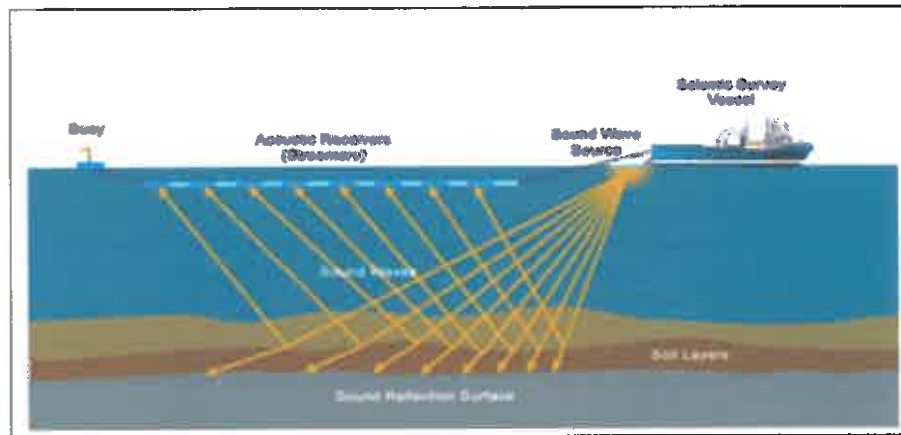 Seismic Survey
Vessel
Buoy
Acoustic Receivers
(Streamers)
Sound Wave
Source
Sound Waves
Soil Layers
Sound Reflection Surface